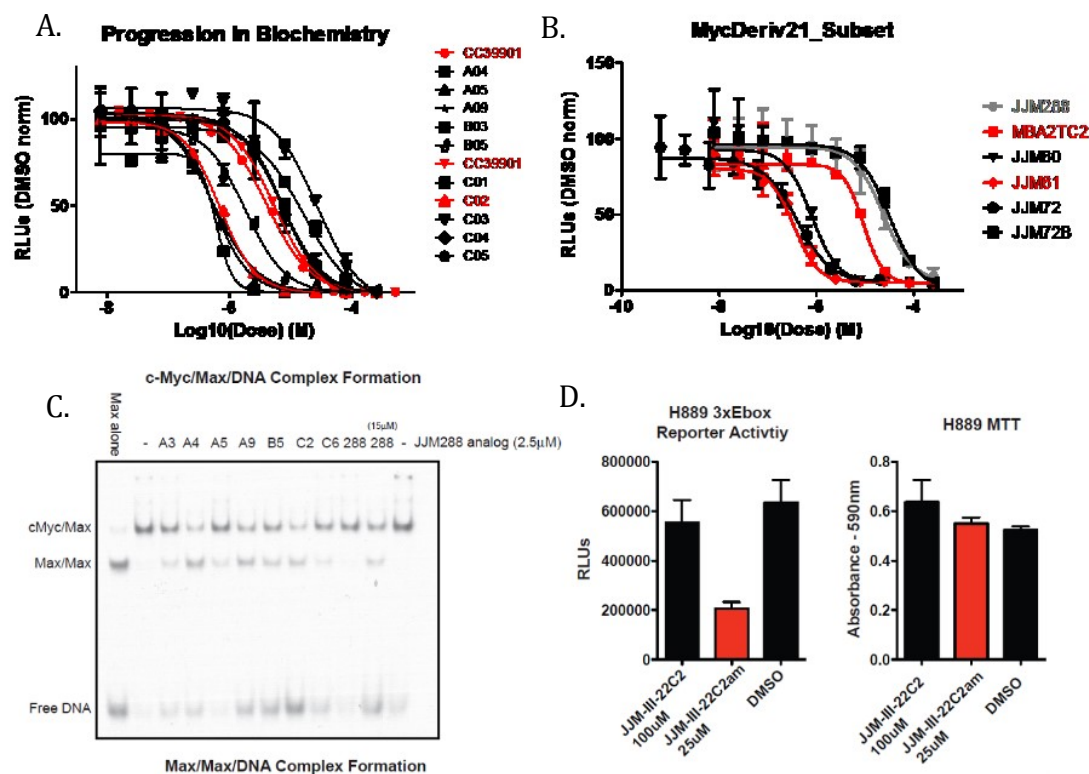 A.
Progression in Biochemistry
RLUs (DMSO norm)
100
50
0
-8
-6
-4
Log10(Dose) (M)
CC39901
A04
A05
A09
B03
B05
CC39901
C01
C02
C03
C04
C05
B.
MycDeriv21_Subset
RLUs (DMSO norm)
150
100
50
0
-10
-8
-6
-4
Log10(Dose) (M)
JJM288
MBA2TC2
JJM60
JJM61
JJM72
JJM72B
c-Myc/Max/DNA Complex Formation
C.
Max alone
(15µM)
- A3 A4 A5 A9 B5 C2 C6 288 288 - JJM288 analog (2.5µM)
cMyc/Max
Max/Max
Free DNA
Max/Max/DNA Complex Formation
D.
H889 3xEbox
Reporter Activtiy
RLUs
800000
600000
400000
200000
0
JJM-III-22C2
100uM
JJM-III-22C2am
25uM
DMSO
H889 MTT
Absorbance - 590nm
0.8
0.6
0.4
0.2
0.0
JJM-III-22C2
100uM
JJM-III-22C2am
25uM
DMSO